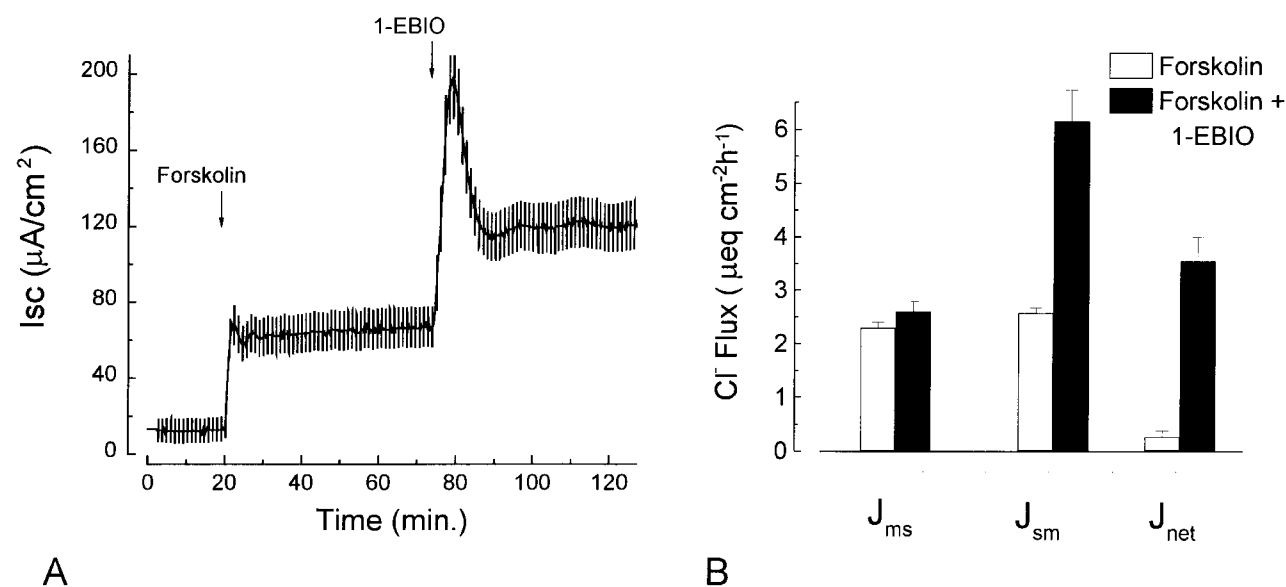 1-EBIO
Forskolin
200
160
120
80
40
0
Isc (µA/cm²)
0 20 40 60 80 100 120
Time (min.)
A
Forskolin
Forskolin +
1-EBIO
6
5
4
3
2
1
0
Cl⁻ Flux ( µeq cm⁻²h⁻¹)
Jms Jsm Jnet
B